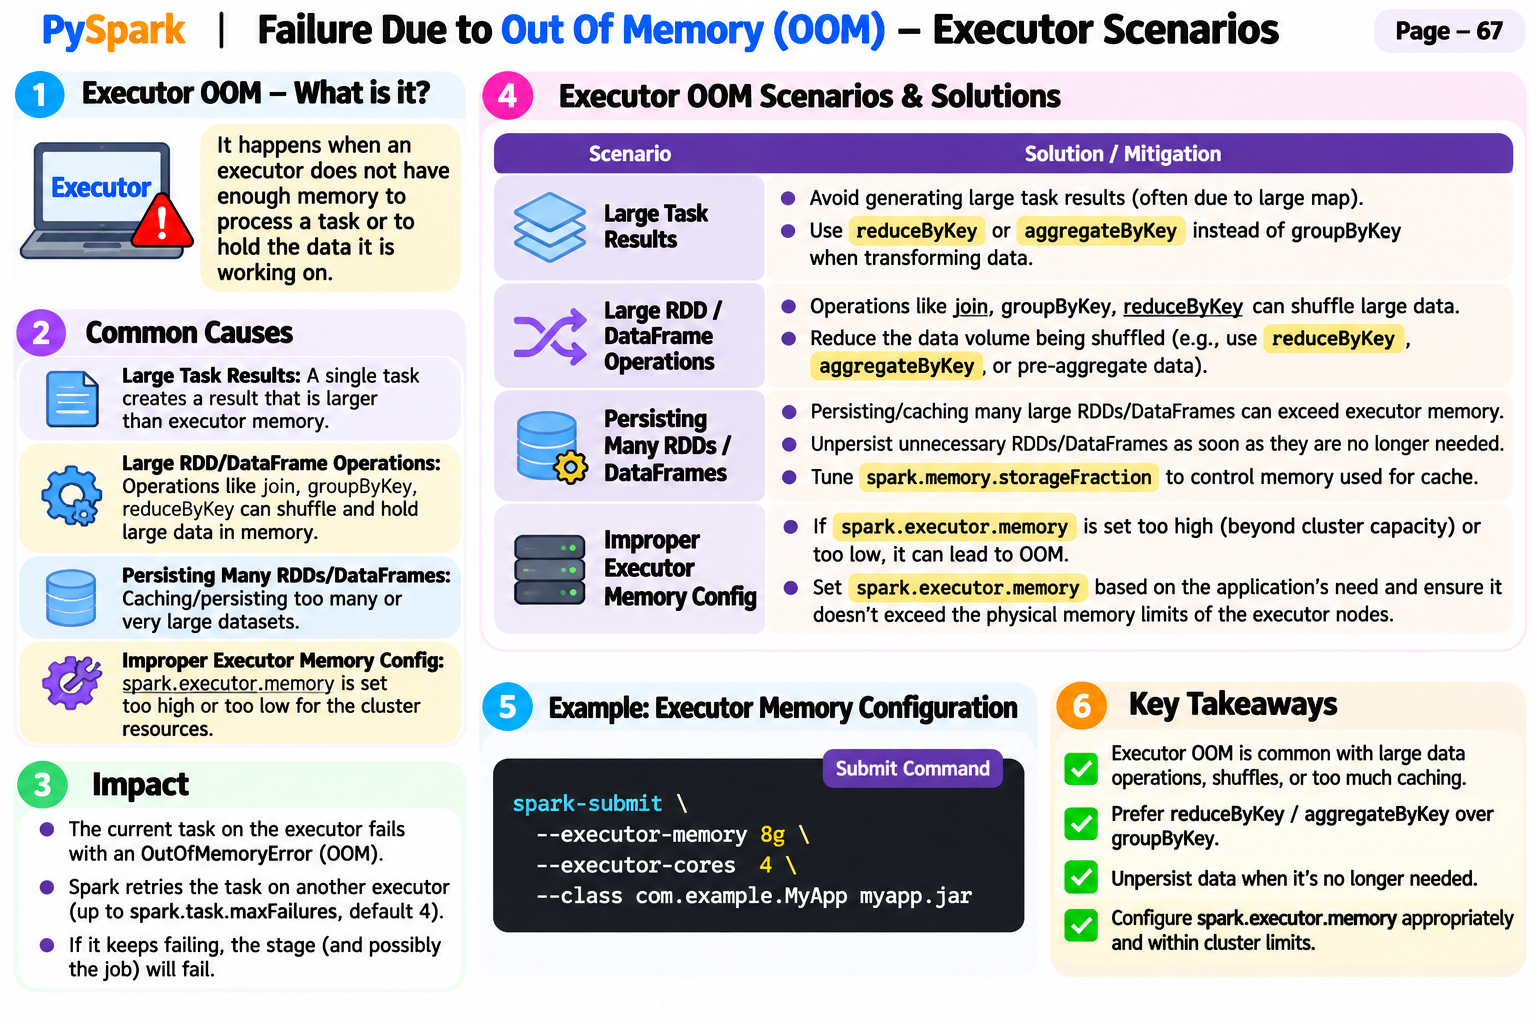 PySpark | Failure Due to Out Of Memory (OOM) – Executor Scenarios
Page – 67
1 Executor OOM – What is it?
Executor
It happens when an
executor does not have
enough memory to
process a task or to
hold the data it is
working on.
2 Common Causes
Large Task Results: A single task
creates a result that is larger
than executor memory.
Large RDD/DataFrame Operations:
Operations like join, groupByKey,
reduceByKey can shuffle and hold
large data in memory.
Persisting Many RDDs/DataFrames:
Caching/persisting too many or
very large datasets.
Improper Executor Memory Config:
spark.executor.memory is set
too high or too low for the cluster
resources.
3 Impact
The current task on the executor fails
with an OutOfMemoryError (OOM).
Spark retries the task on another executor
(up to spark.task.maxFailures, default 4).
If it keeps failing, the stage (and possibly
the job) will fail.
4 Executor OOM Scenarios & Solutions
Scenario
Solution / Mitigation
Large Task
Results
Avoid generating large task results (often due to large map).
Use reduceByKey or aggregateByKey instead of groupByKey
when transforming data.
Large RDD /
DataFrame
Operations
Operations like join, groupByKey, reduceByKey can shuffle large data.
Reduce the data volume being shuffled (e.g., use reduceByKey,
aggregateByKey, or pre-aggregate data).
Persisting
Many RDDs /
DataFrames
Persisting/caching many large RDDs/DataFrames can exceed executor memory.
Unpersist unnecessary RDDs/DataFrames as soon as they are no longer needed.
Tune spark.memory.storageFraction to control memory used for cache.
Improper
Executor
Memory Config
If spark.executor.memory is set too high (beyond cluster capacity) or
too low, it can lead to OOM.
Set spark.executor.memory based on the application's need and ensure it
doesn't exceed the physical memory limits of the executor nodes.
5 Example: Executor Memory Configuration
Submit Command
spark-submit \
--executor-memory 8g \
--executor-cores 4 \
--class com.example.MyApp myapp.jar
6 Key Takeaways
Executor OOM is common with large data
operations, shuffles, or too much caching.
Prefer reduceByKey / aggregateByKey over
groupByKey.
Unpersist data when it's no longer needed.
Configure spark.executor.memory appropriately
and within cluster limits.